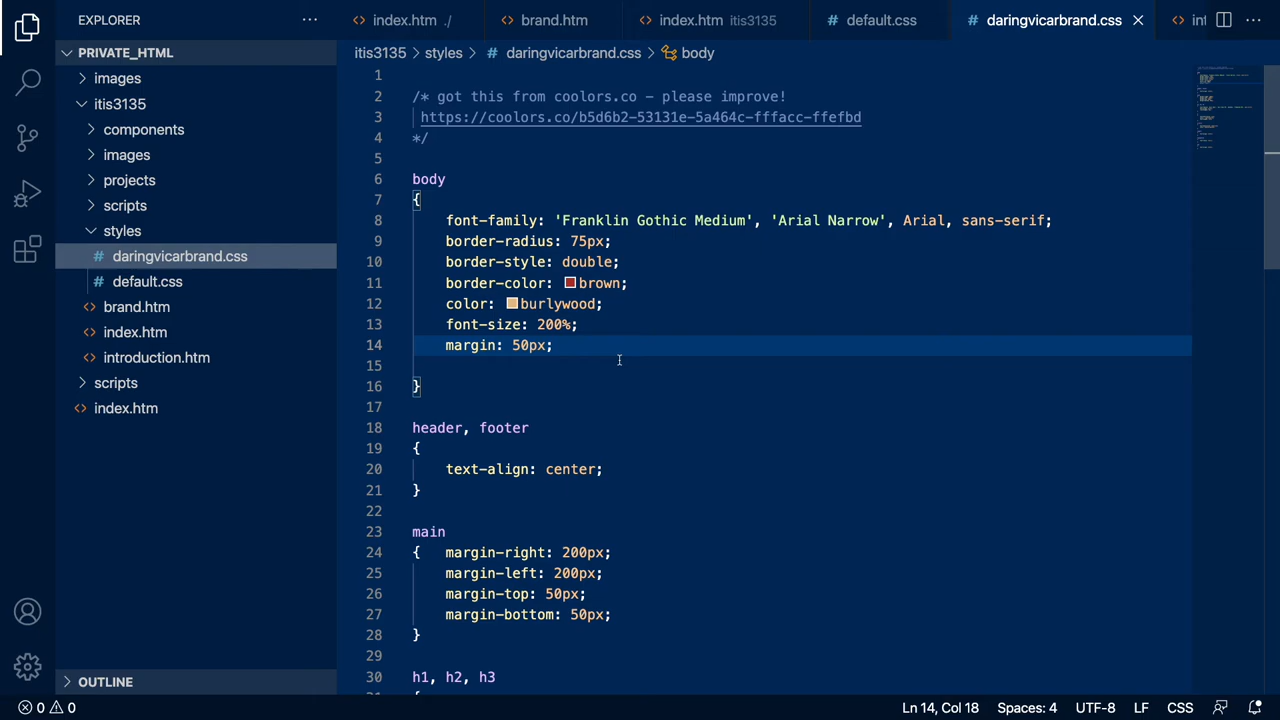 EXPLORER
index.htm ./
brand.htm
index.htm itis3135
# default.css
# daringvicarbrand.css
PRIVATE_HTML
images
itis3135
components
images
projects
scripts
styles
# daringvicarbrand.css
# default.css
<> brand.htm
<> index.htm
<> introduction.htm
scripts
<> index.htm
OUTLINE
itis3135 > styles > # daringvicarbrand.css > body
1
2 /* got this from coolors.co - please improve!
3 https://coolors.co/b5d6b2-53131e-5a464c-fffacc-ffefbd
4 */
5
6 body
7 {
8 font-family: 'Franklin Gothic Medium', 'Arial Narrow', Arial, sans-serif;
9 border-radius: 75px;
10 border-style: double;
11 border-color: brown;
12 color: burlywood;
13 font-size: 200%;
14 margin: 50px;
15
16 }
17
18 header, footer
19 {
20 text-align: center;
21 }
22
23 main
24 { margin-right: 200px;
25 margin-left: 200px;
26 margin-top: 50px;
27 margin-bottom: 50px;
28 }
29
30 h1, h2, h3
0 0
Ln 14, Col 18
Spaces: 4
UTF-8
LF
CSS